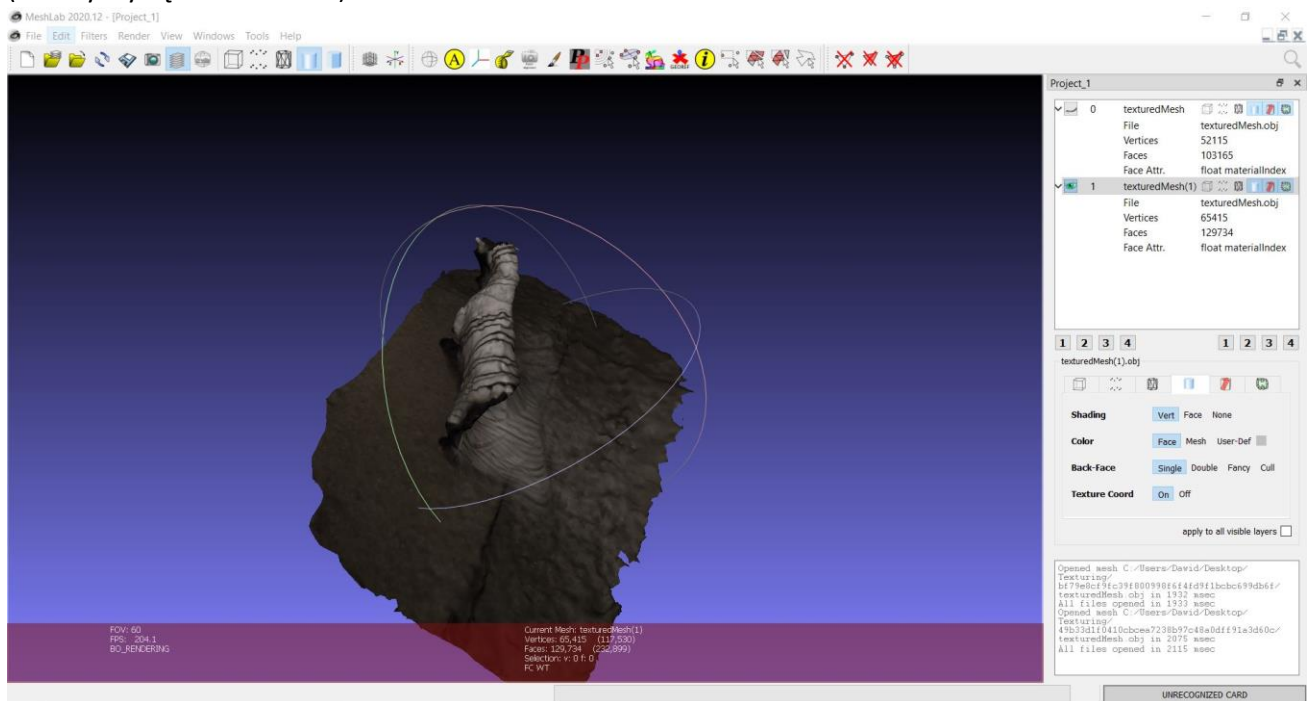 MeshLab 2020.12 - [Project_1]
File Edit Filters Render View Windows Tools Help
Project_1
0 texturedMesh
File texturedMesh.obj
Vertices 52115
Faces 103165
Face Attr. float materialIndex
1 texturedMesh(1)
File texturedMesh.obj
Vertices 65415
Faces 129734
Face Attr. float materialIndex
1 2 3 4 1 2 3 4
texturedMesh(1).obj
Shading Vert Face None
Color Face Mesh User-Def
Back-Face Single Double Fancy Cull
Texture Coord On Off
apply to all visible layers
Opened mesh C:/Users/David/Desktop/
Texturing/
bf79e8cf9fc39f800998f6f4fd9f1bcbc699db6f/
texturedMesh.obj in 1932 msec
All files opened in 1933 msec
Opened mesh C:/Users/David/Desktop/
Texturing/
49b33d1f0410cbcea7238b97c48a0dff91a3d60c/
texturedMesh.obj in 2075 msec
All files opened in 2115 msec
FOV: 60
FPS: 204.1
BO_RENDERING
Current Mesh: texturedMesh(1)
Vertices: 65,415 (117,530)
Faces: 129,734 (232,899)
Selection: v: 0 f: 0
FC WT
UNRECOGNIZED CARD